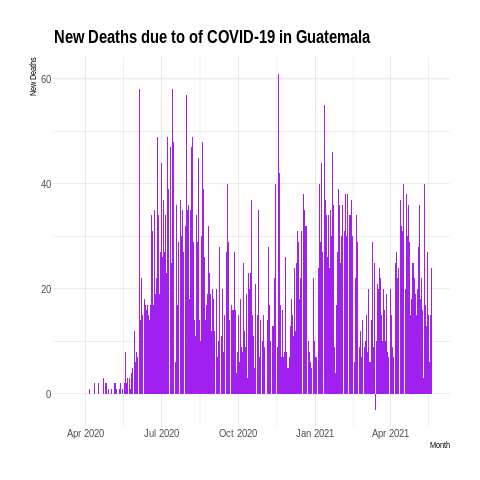 New Deaths due to of COVID-19 in Guatemala
New Deaths
60
40
20
0
Apr 2020 Jul 2020 Oct 2020 Jan 2021 Apr 2021
Month